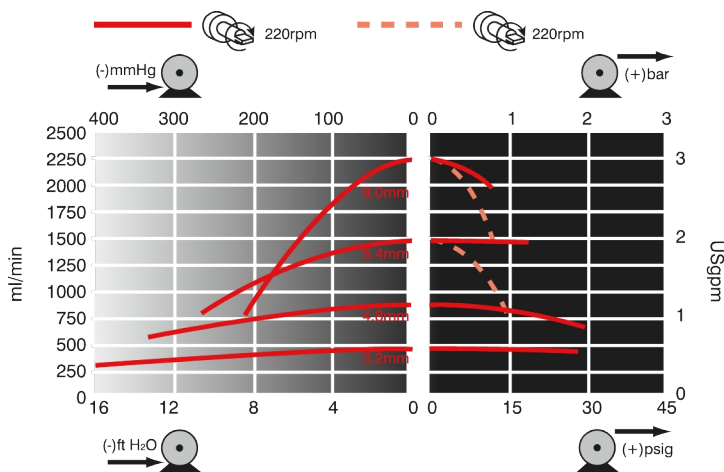 220rpm 220rpm
(-)mmHg (+)bar
400 300 200 100 0 0 1 2 3
2500
2250 3
2000
8.0mm
1750
1500 2
6.4mm
1250
ml/min USgpm
1000
750 1
4.8mm
500
3.2mm
250
0 0
16 12 8 4 0 0 15 30 45
(-)ft H₂O (+)psig